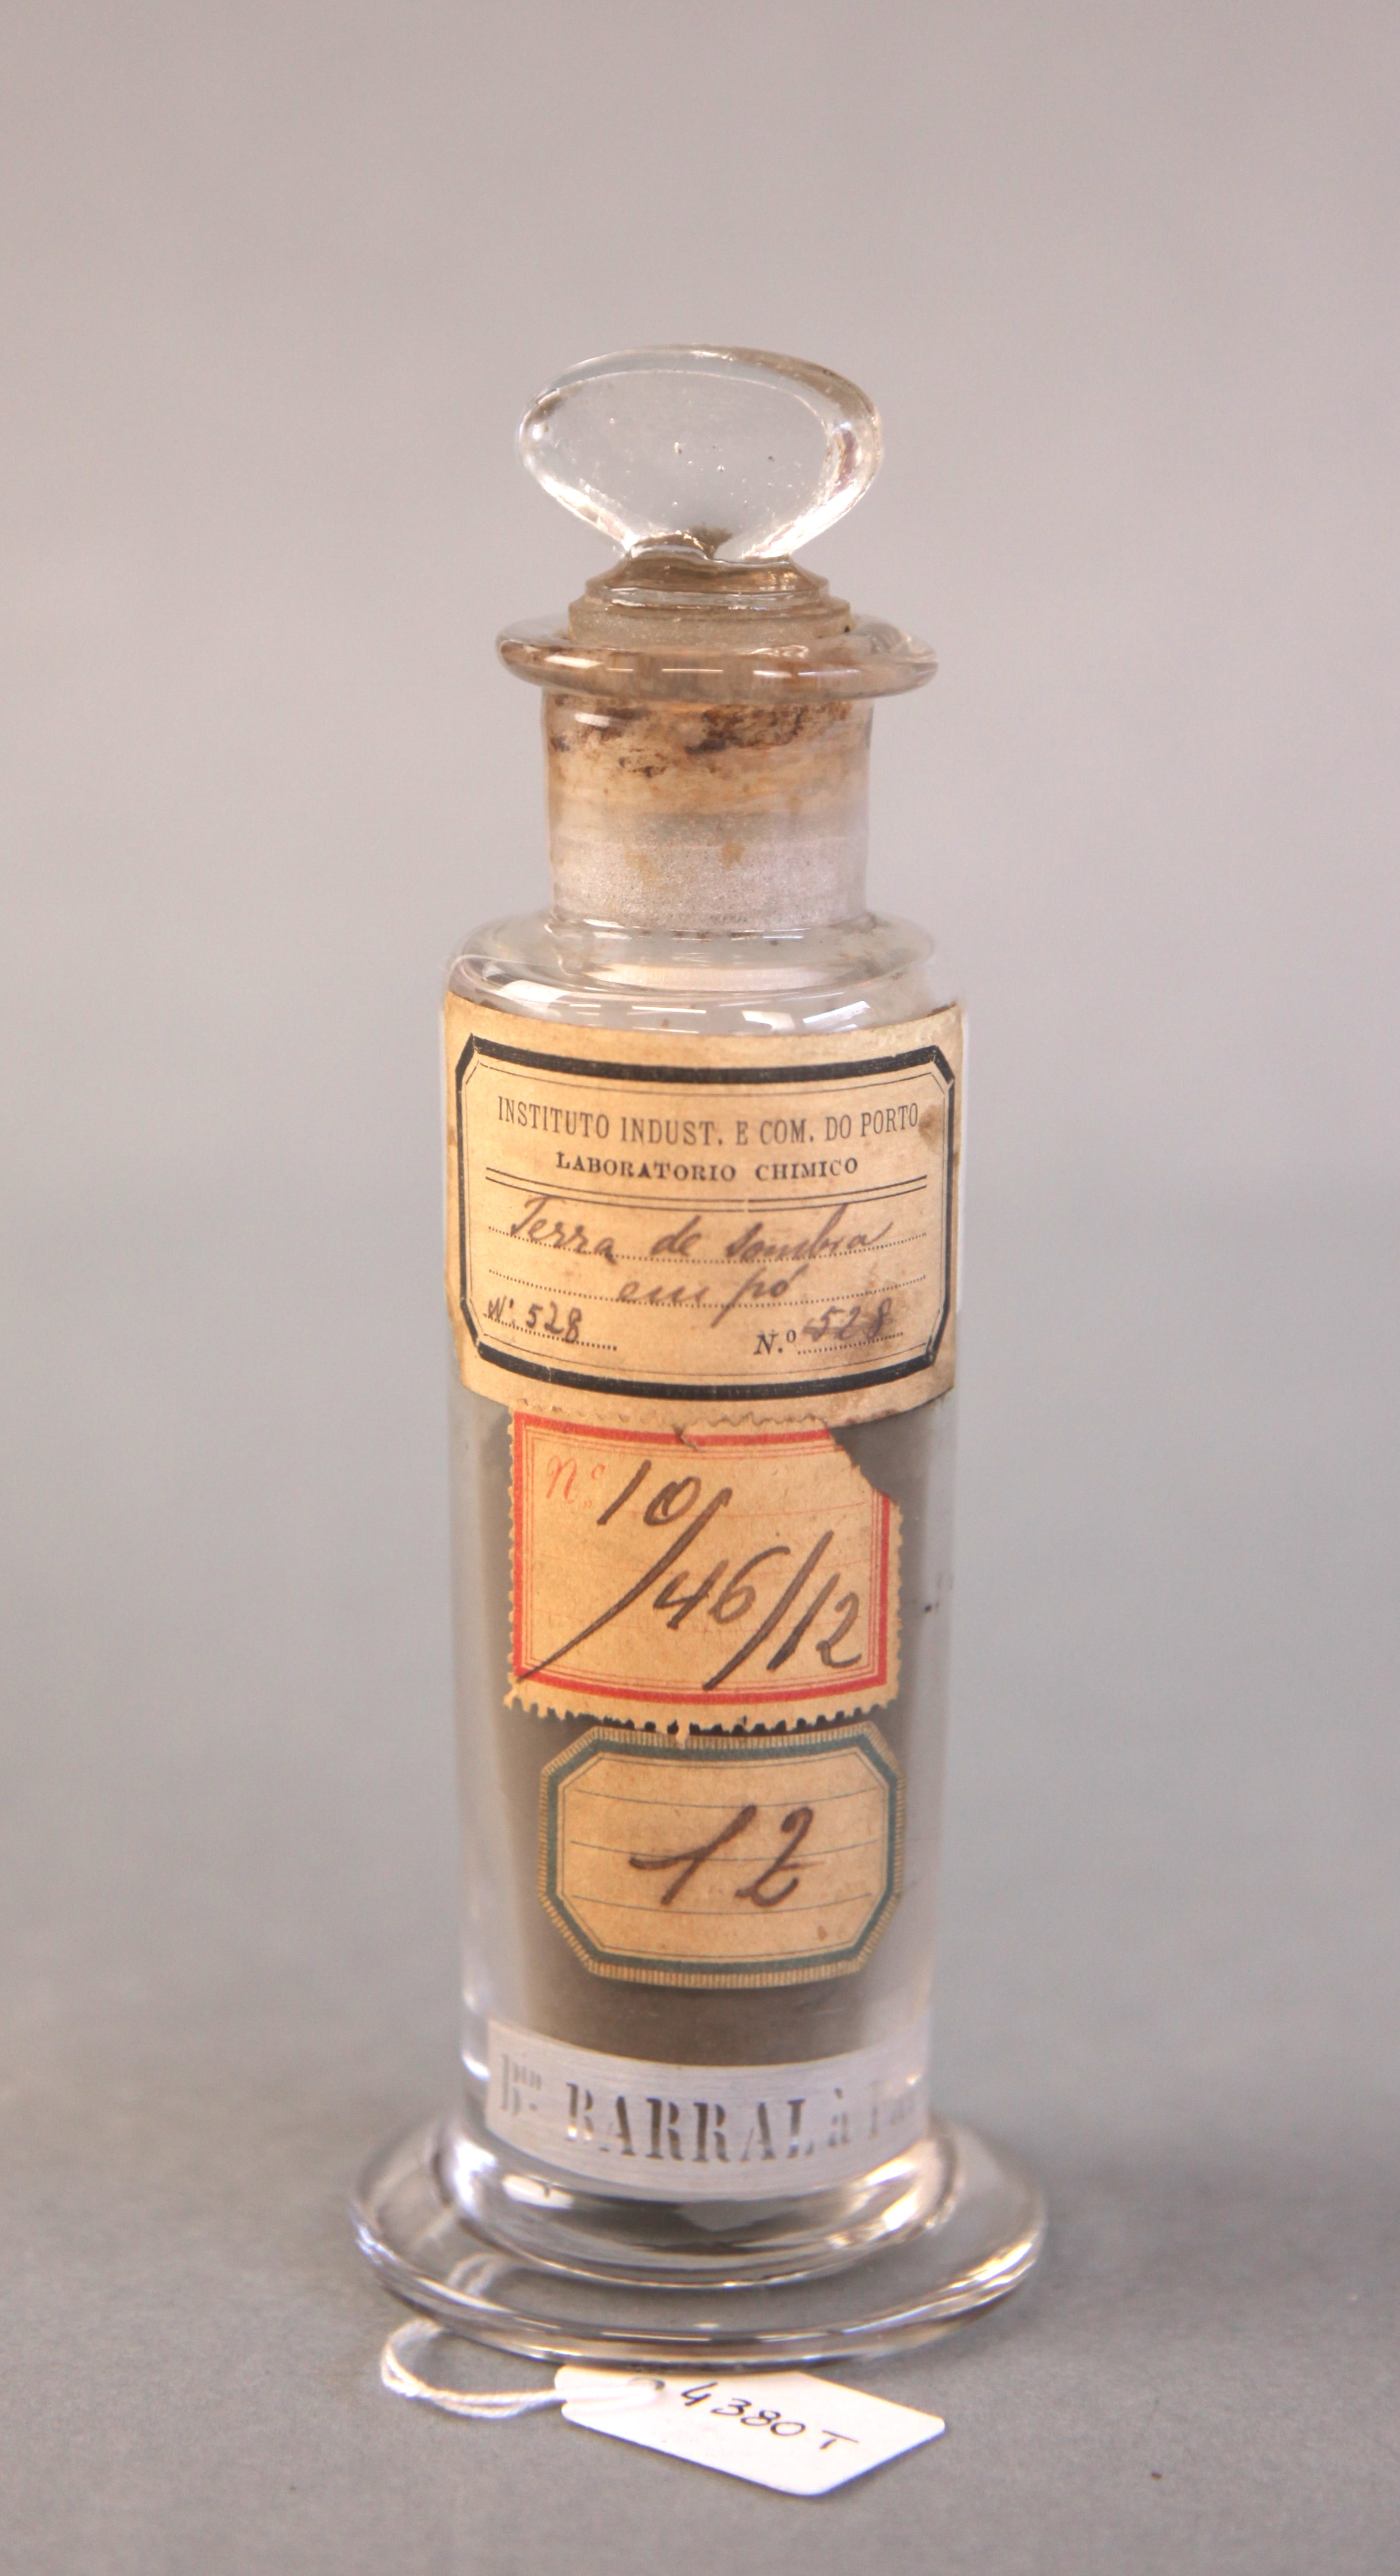 INSTITUTO INDUST. E COM. DO PORTO
LABORATORIO CHIMICO
Terra de sombra
em pó
N.º 528 N.º 528
Nº 10/46/12
12
BARRAL à
4380T